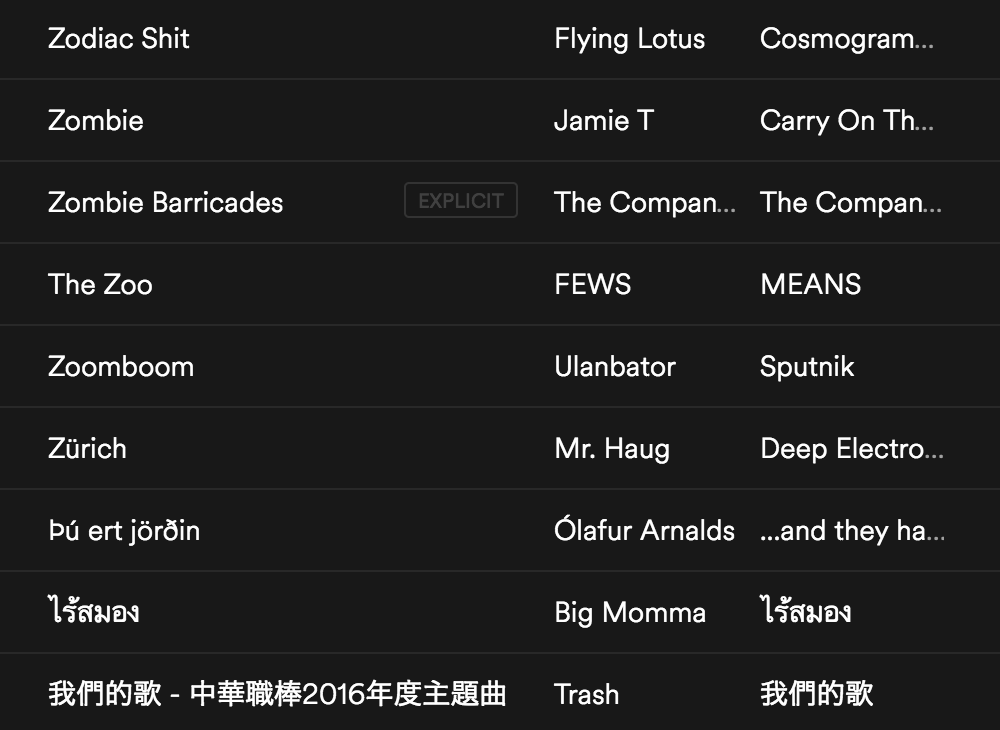 Zodiac Shit Flying Lotus Cosmogram...
Zombie Jamie T Carry On Th...
Zombie Barricades EXPLICIT The Compan... The Compan...
The Zoo FEWS MEANS
Zoomboom Ulanbator Sputnik
Zürich Mr. Haug Deep Electro...
Þú ert jörðin Ólafur Arnalds ...and they ha...
ไร้สมอง Big Momma ไร้สมอง
我們的歌 - 中華職棒2016年度主題曲 Trash 我們的歌